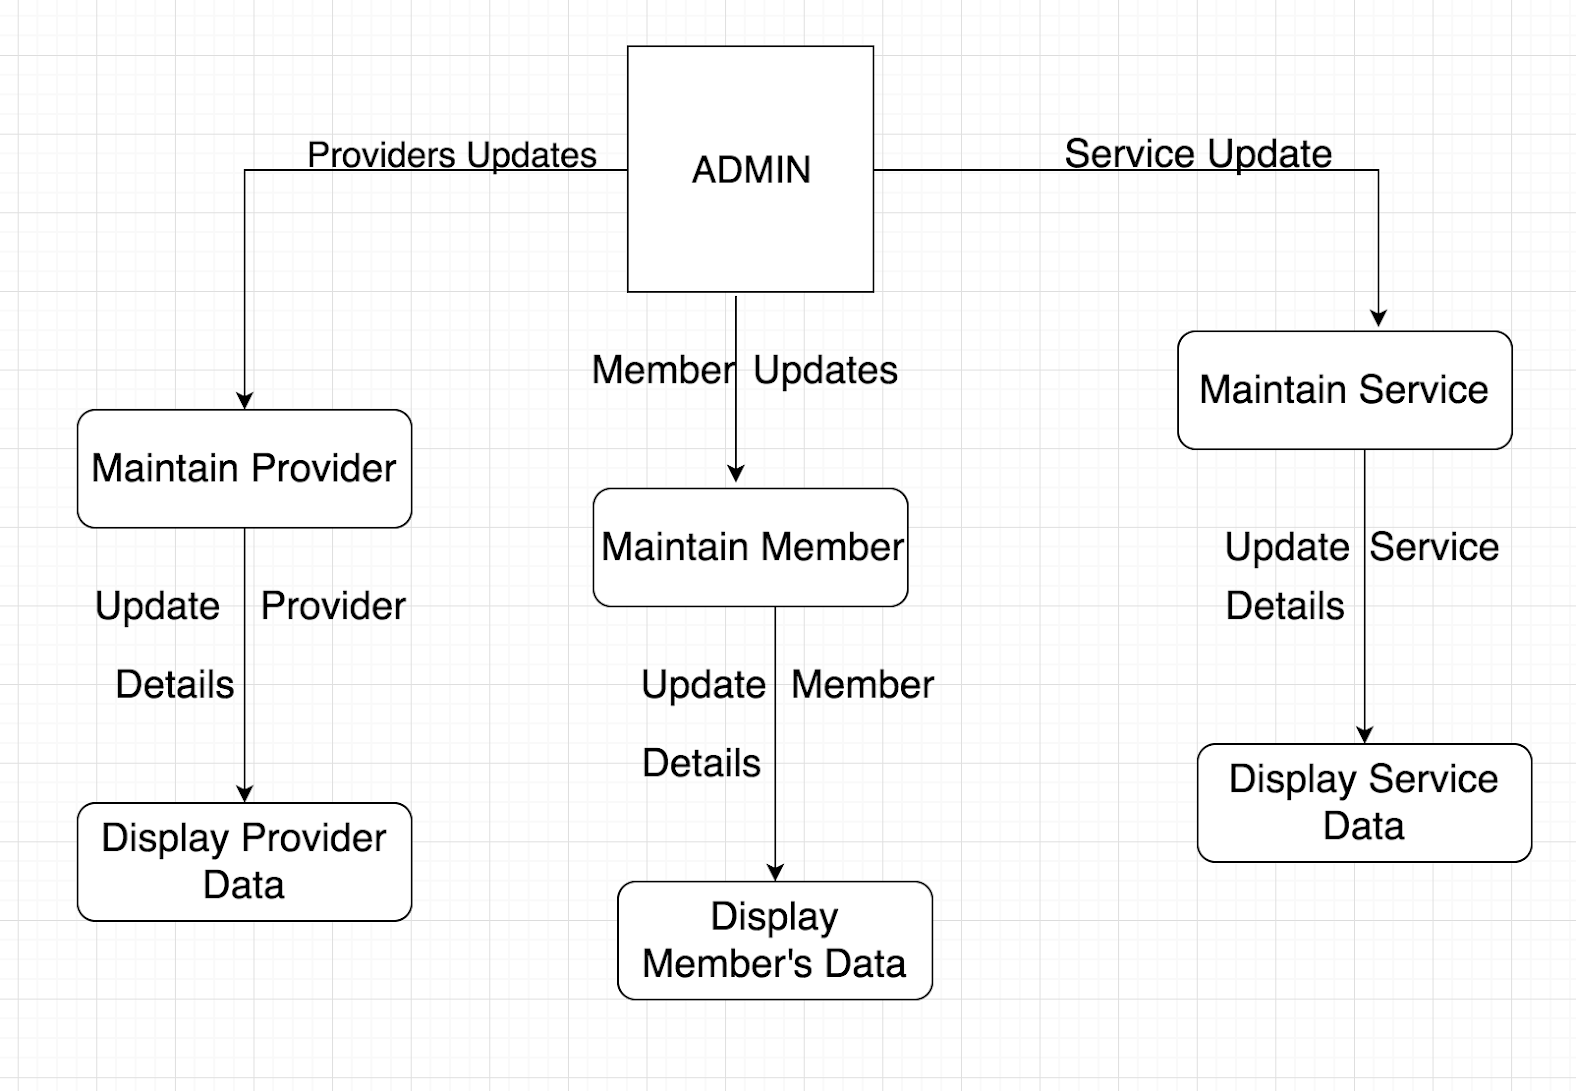 ADMIN
Providers Updates
Service Update
Member Updates
Maintain Service
Maintain Provider
Maintain Member
Update Service
Details
Update Provider
Details
Update Member
Details
Display Service
Data
Display Provider
Data
Display
Member's Data